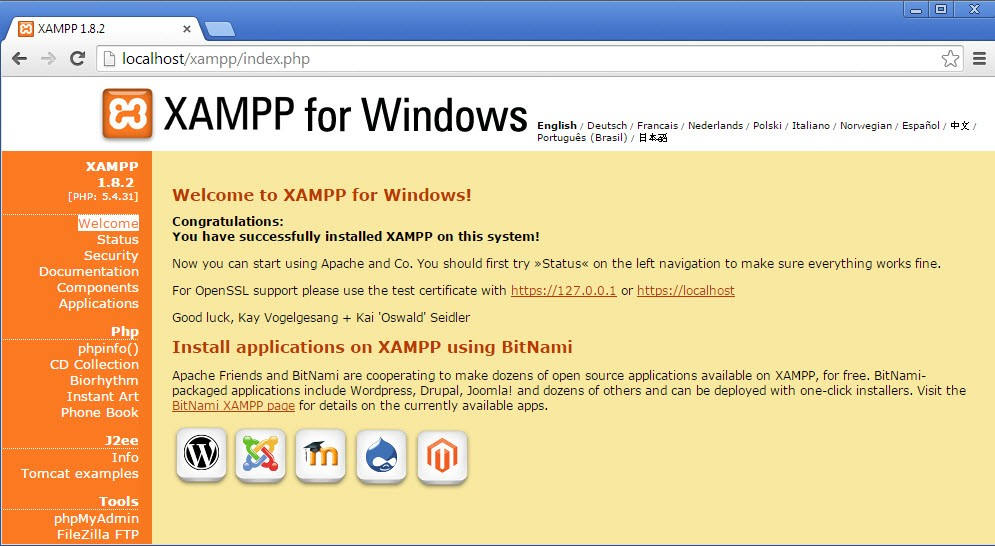 XAMPP 1.8.2
localhost/xampp/index.php
XAMPP for Windows
English / Deutsch / Francais / Nederlands / Polski / Italiano / Norwegian / Español / 中文 /
Português (Brasil) / 日本語
XAMPP
1.8.2
[PHP: 5.4.31]
Welcome
Status
Security
Documentation
Components
Applications
Php
phpinfo()
CD Collection
Biorhythm
Instant Art
Phone Book
J2ee
Info
Tomcat examples
Tools
phpMyAdmin
FileZilla FTP
Welcome to XAMPP for Windows!
Congratulations:
You have successfully installed XAMPP on this system!
Now you can start using Apache and Co. You should first try »Status« on the left navigation to make sure everything works fine.
For OpenSSL support please use the test certificate with https://127.0.0.1 or https://localhost
Good luck, Kay Vogelgesang + Kai 'Oswald' Seidler
Install applications on XAMPP using BitNami
Apache Friends and BitNami are cooperating to make dozens of open source applications available on XAMPP, for free. BitNami-
packaged applications include Wordpress, Drupal, Joomla! and dozens of others and can be deployed with one-click installers. Visit the
BitNami XAMPP page for details on the currently available apps.
W
m